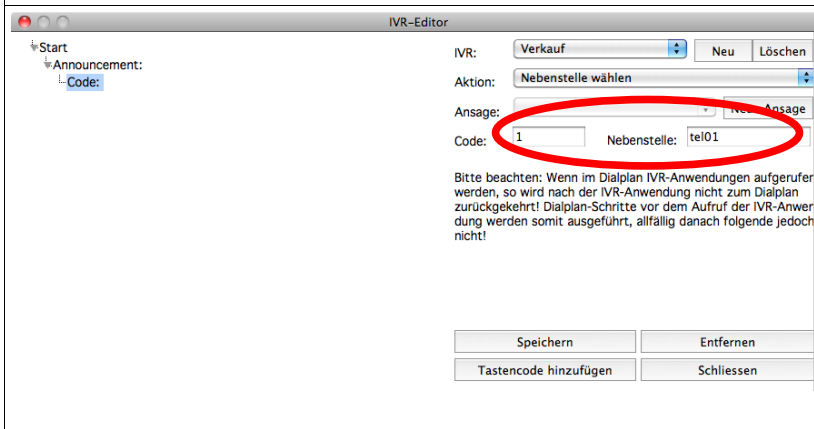 IVR-Editor
Start
Announcement:
Code:
IVR: Verkauf Neu Löschen
Aktion: Nebenstelle wählen
Ansage: Ansage
Code: 1 Nebenstelle: tel01
Bitte beachten: Wenn im Dialplan IVR-Anwendungen aufgerufer
werden, so wird nach der IVR-Anwendung nicht zum Dialplan
zurückgekehrt! Dialplan-Schritte vor dem Aufruf der IVR-Anwer
dung werden somit ausgeführt, allfällig danach folgende jedoch
nicht!
Speichern Entfernen
Tastencode hinzufügen Schliessen